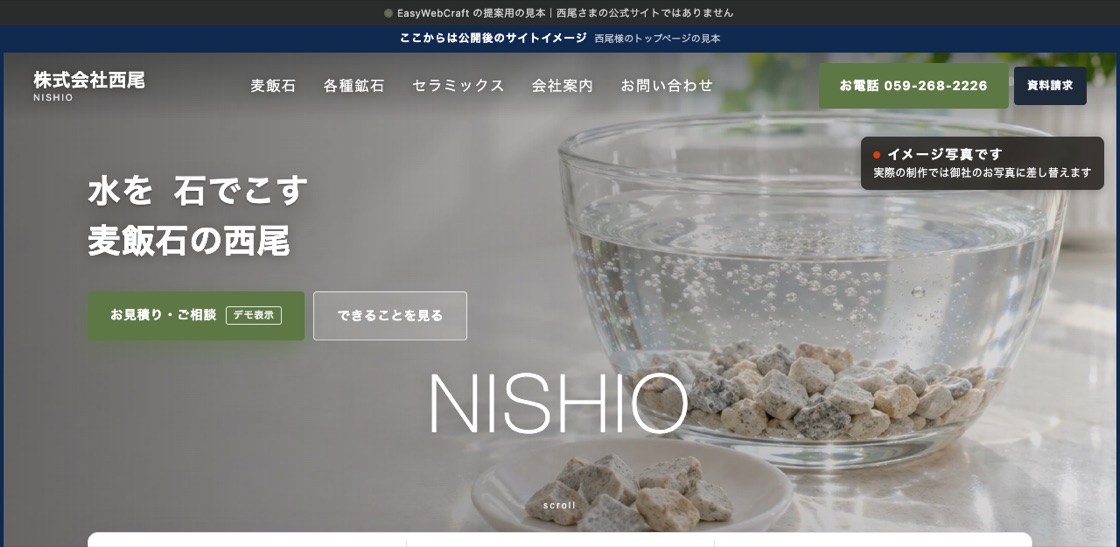 EasyWebCraft の提案用の見本｜西尾さまの公式サイトではありません
ここからは公開後のサイトイメージ 西尾様のトップページの見本
株式会社西尾
NISHIO
麦飯石 各種鉱石 セラミックス 会社案内 お問い合わせ
お電話 059-268-2226
資料請求
イメージ写真です
実際の制作では御社のお写真に差し替えます
水を 石でこす
麦飯石の西尾
お見積り・ご相談 デモ表示
できることを見る
NISHIO
scroll